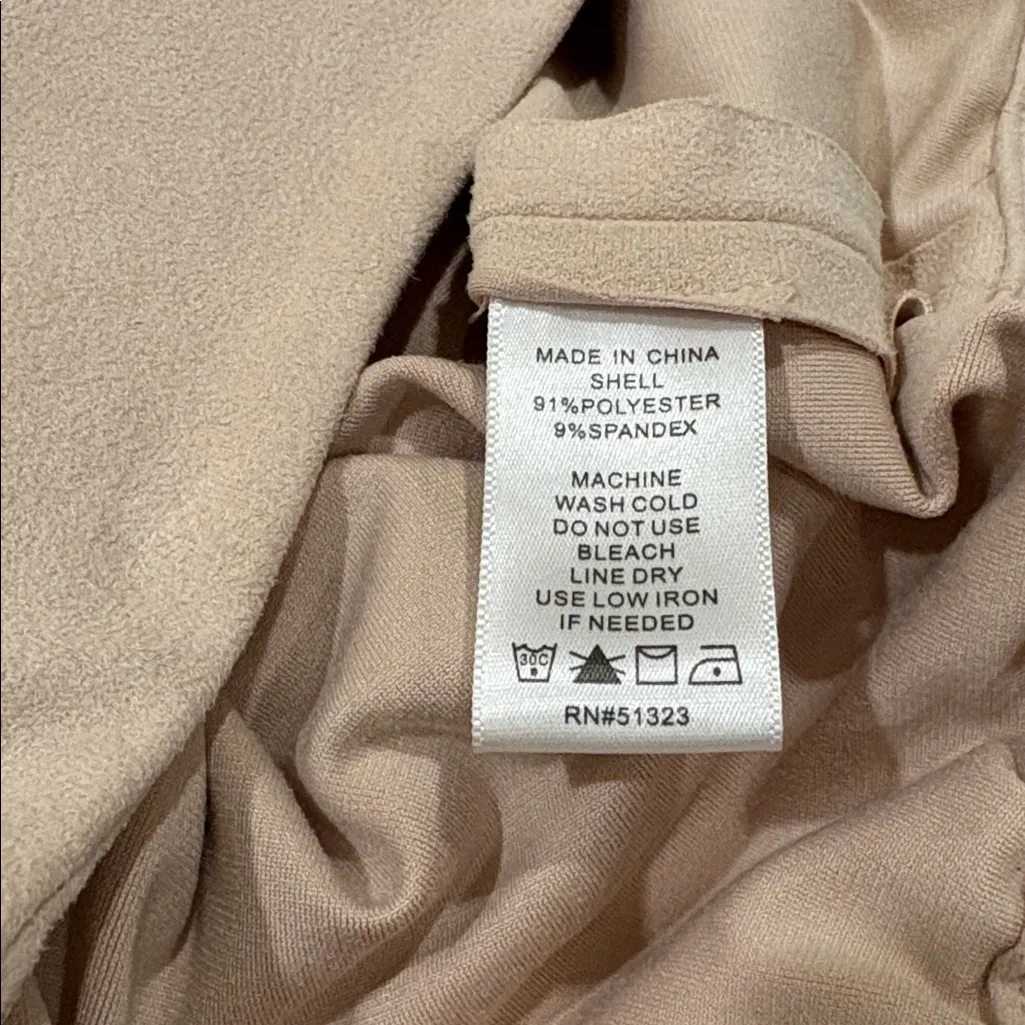 MADE IN CHINA
SHELL
91%POLYESTER
9%SPANDEX
MACHINE
WASH COLD
DO NOT USE
BLEACH
LINE DRY
USE LOW IRON
IF NEEDED
30C
RN#51323